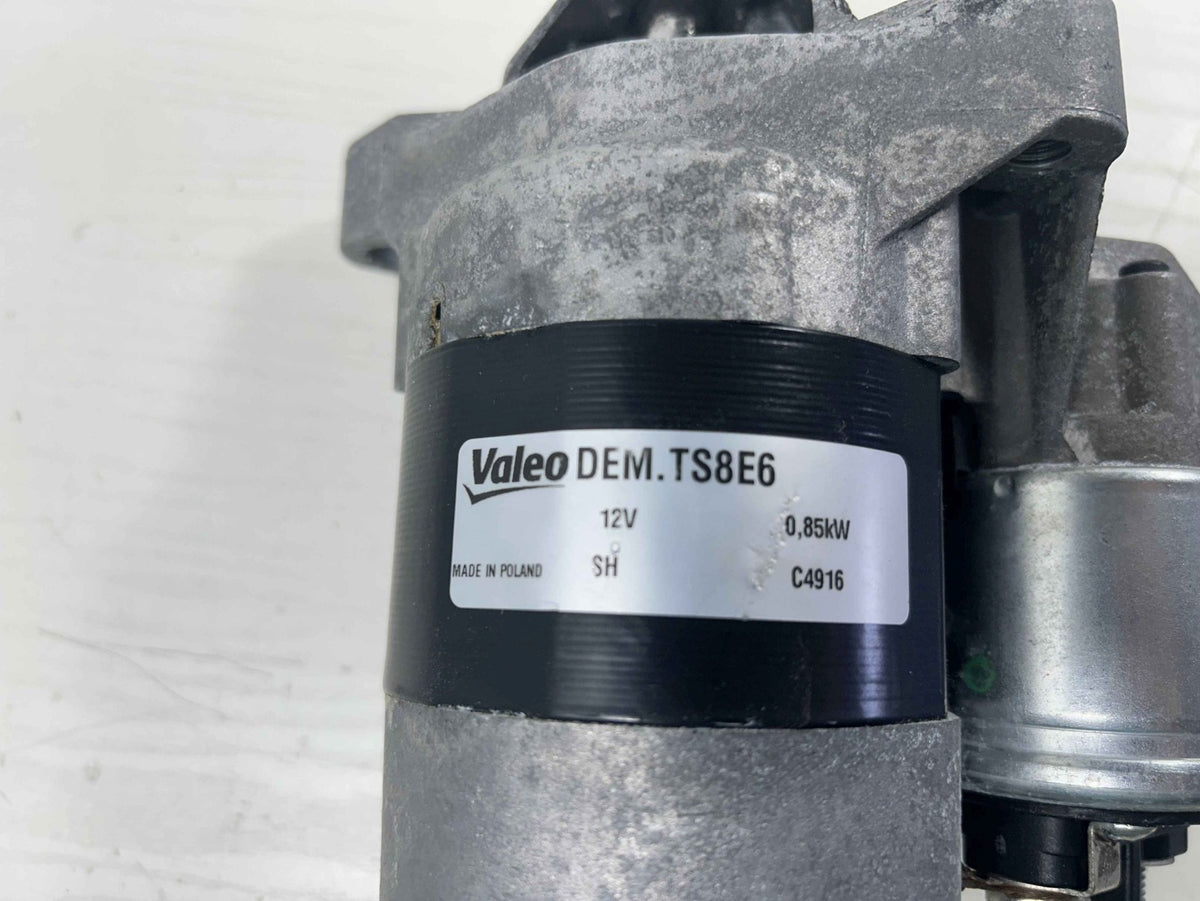 Valeo DEM.TS8E6
12V 0,85kW
MADE IN POLAND SH C4916